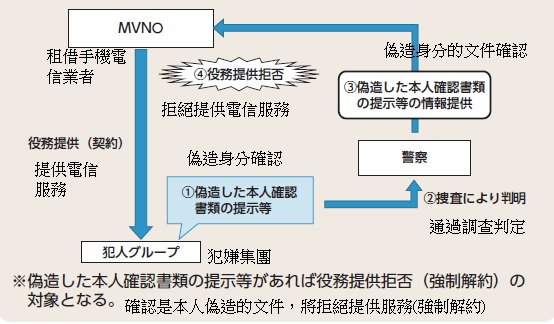 MVNO
租借手機電
信業者
偽造身分的文件確認
④役務提供拒否
拒絕提供電信服務
③偽造した本人確認書類
の提示等の情報提供
役務提供（契約）
提供電信
服務
偽造身分確認
①偽造した本人確認
書類の提示等
警察
②捜査により判明
通過調查判定
犯人グループ
犯嫌集團
※偽造した本人確認書類の提示等があれば役務提供拒否（強制解約）の
対象となる。確認是本人偽造的文件，將拒絕提供服務(強制解約)